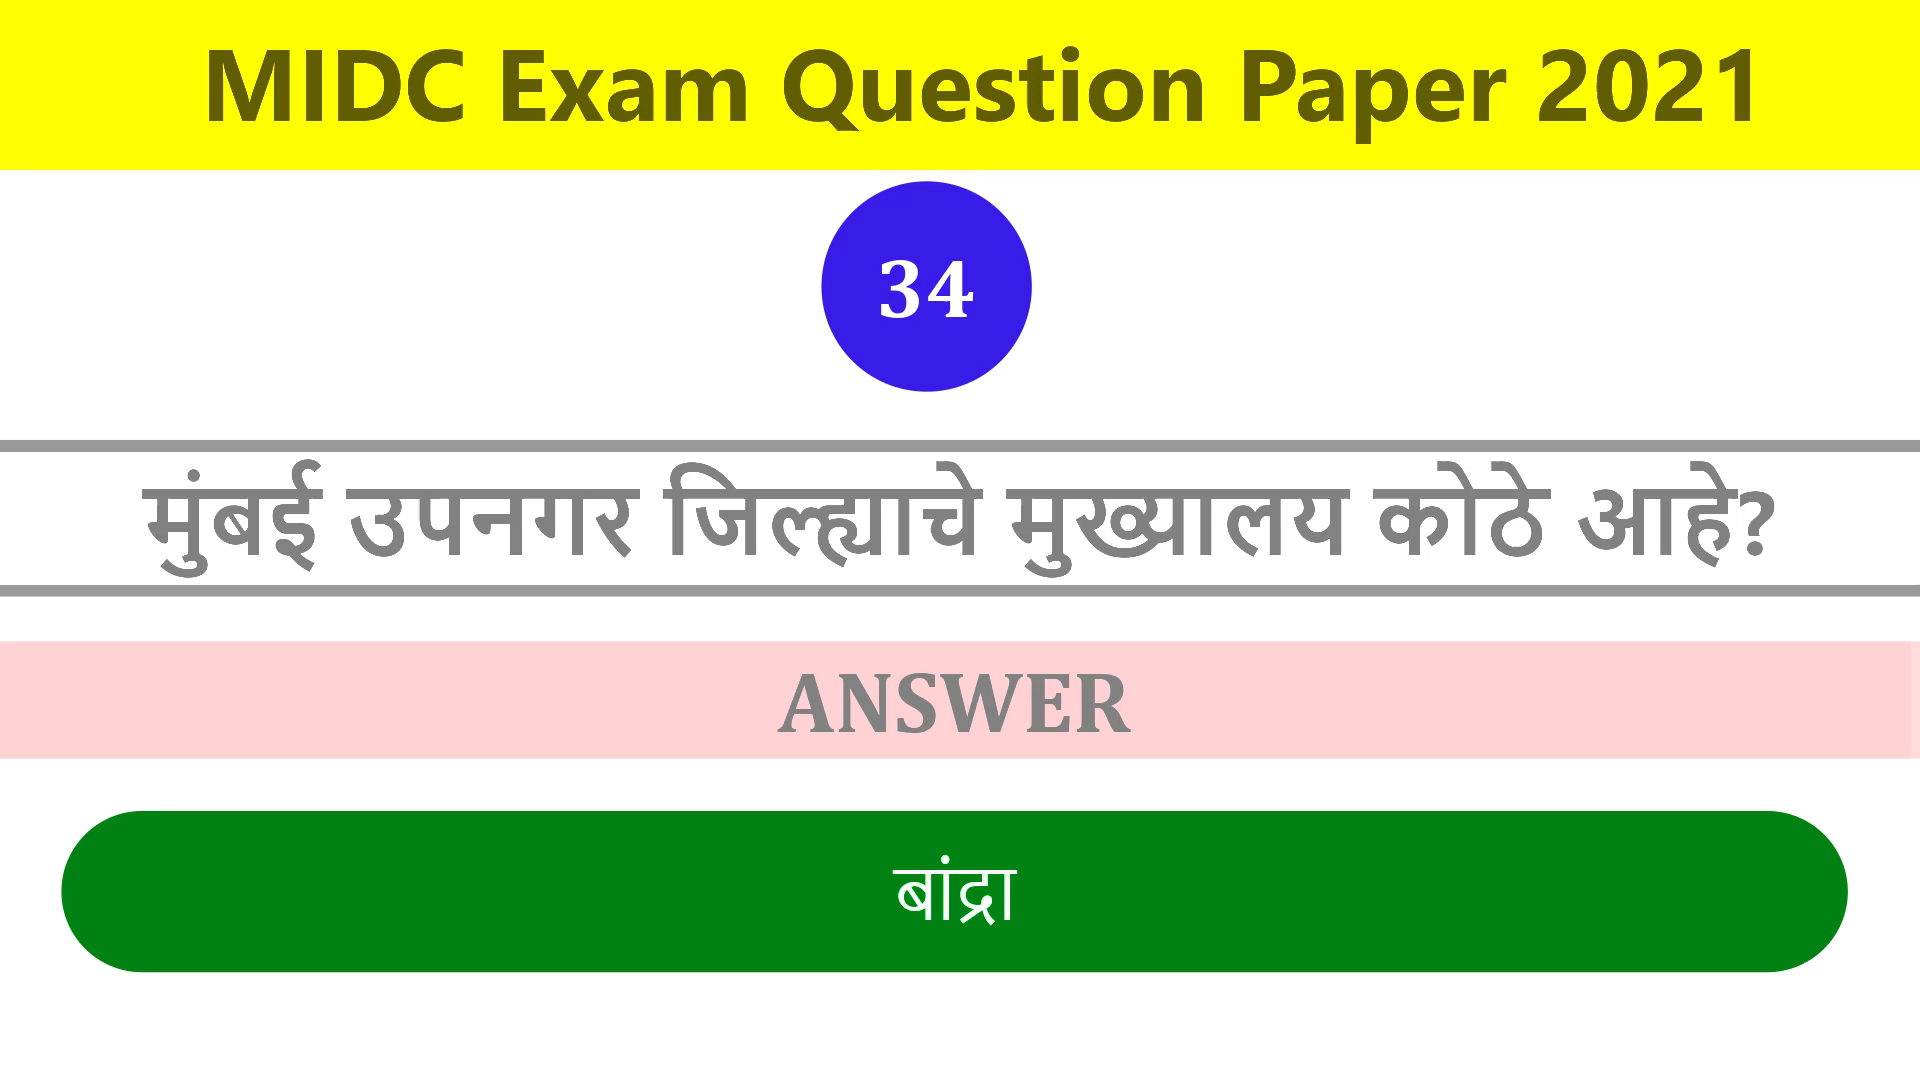 MIDC Exam Question Paper 2021
34
मुंबई उपनगर जिल्ह्याचे मुख्यालय कोठे आहे?
ANSWER
बांद्रा